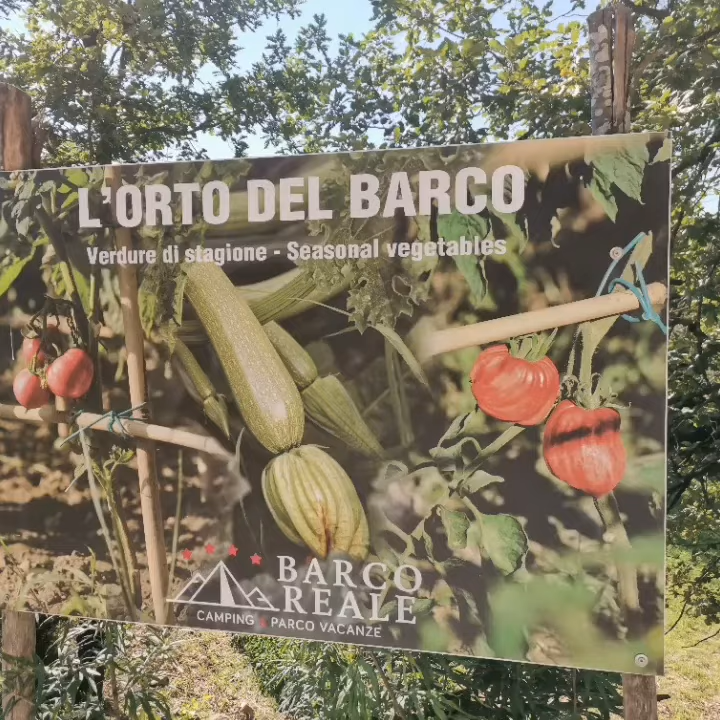 L'ORTO DEL BARCO
Verdure di stagione - Seasonal vegetables
BARCO
REALE
CAMPING PARCO VACANZE